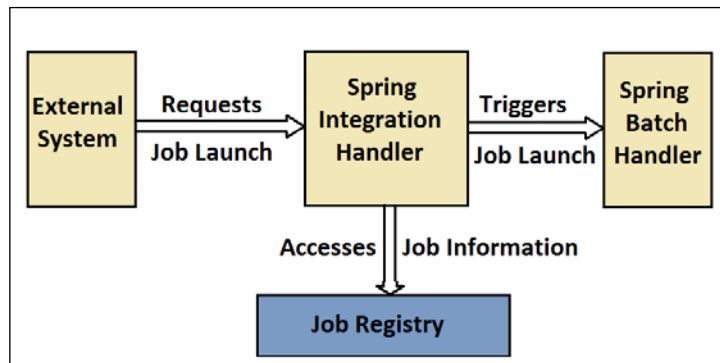 External
System
Requests
Job Launch
Spring
Integration
Handler
Triggers
Job Launch
Spring
Batch
Handler
Accesses Job Information
Job Registry